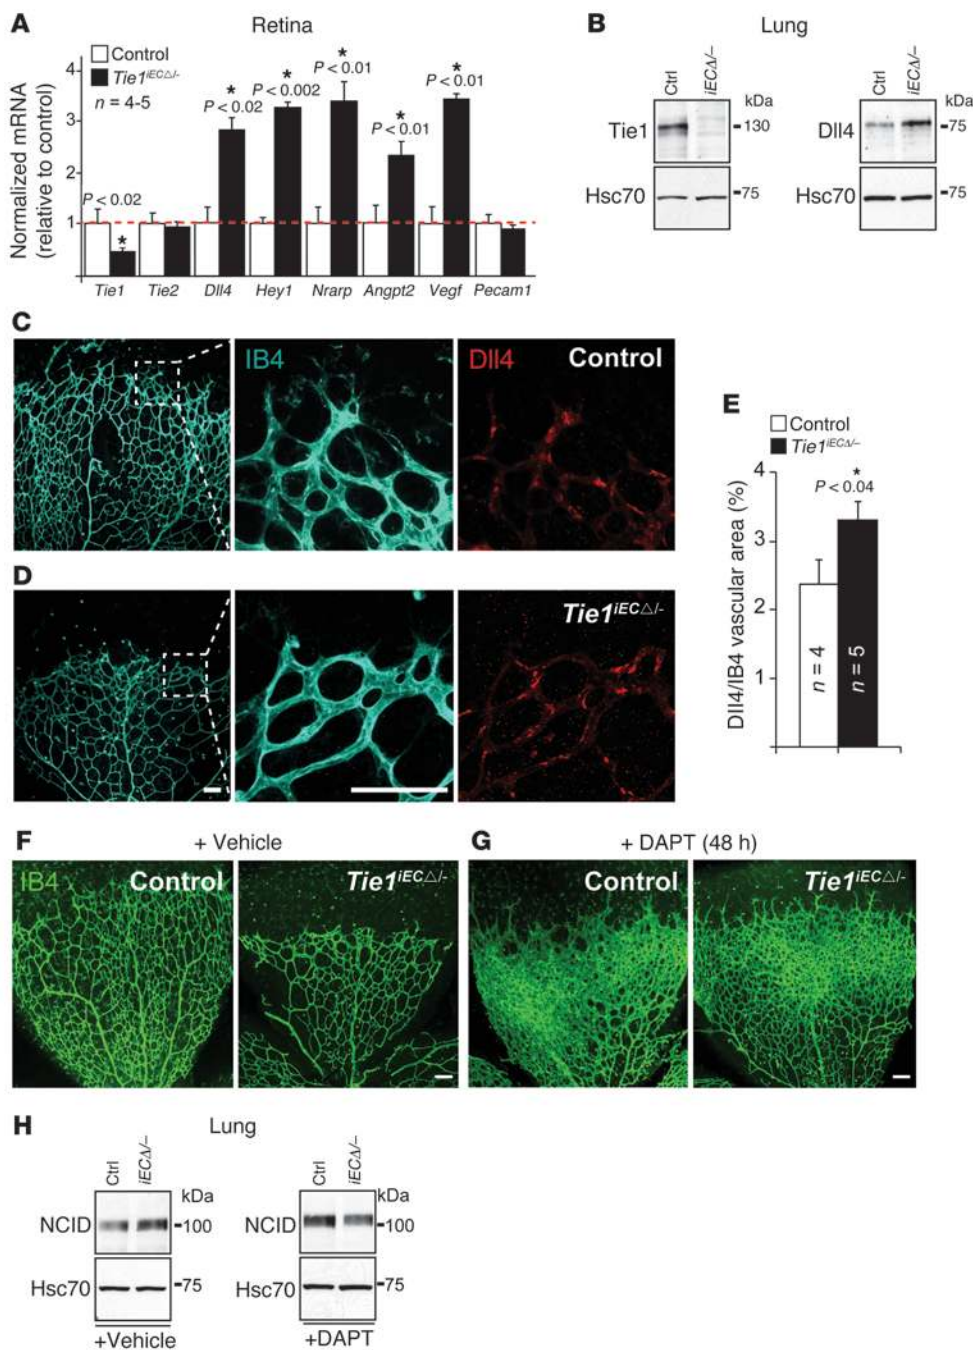 A
Retina
Control
Tie1iECΔ/-
n = 4-5
Normalized mRNA
(relative to control)
4
3
2
1
P < 0.02
*
*
P < 0.02
*
P < 0.002
*
P < 0.01
*
P < 0.01
*
P < 0.01
Tie1 Tie2 Dll4 Hey1 Nrarp Angpt2 Vegf Pecam1
B
Lung
Ctrl
iECΔ/–
kDa
Tie1
130
Hsc70
75
Ctrl
iECΔ/–
kDa
Dll4
75
Hsc70
75
C
IB4
Dll4
Control
D
Tie1iECΔ/-
E
Control
Tie1iECΔ/–
Dll4/IB4 vascular area (%)
4
3
2
1
*
P < 0.04
n = 4
n = 5
F
+ Vehicle
IB4
Control
Tie1iECΔ/-
G
+ DAPT (48 h)
Control
Tie1iECΔ/-
H
Lung
Ctrl
iECΔ/–
kDa
NCID
100
Hsc70
75
+Vehicle
Ctrl
iECΔ/–
kDa
NCID
100
Hsc70
75
+DAPT